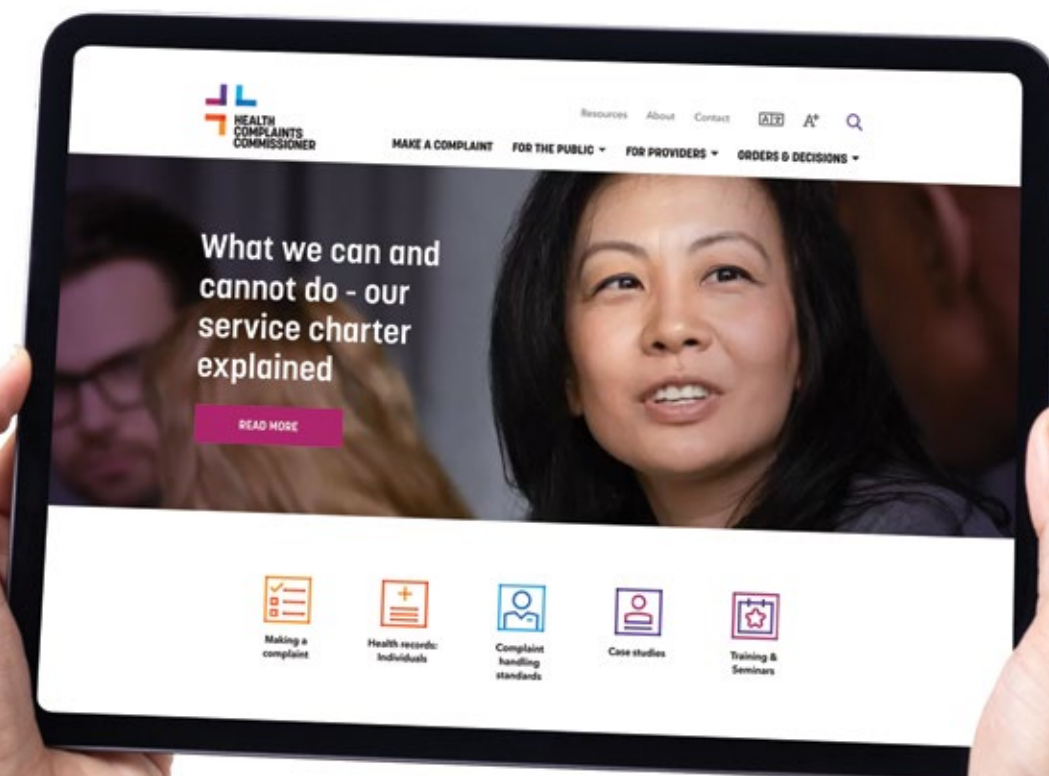 HEALTH
COMPLAINTS
COMMISSIONER
Resources About Contact
A+
MAKE A COMPLAINT FOR THE PUBLIC FOR PROVIDERS ORDERS & DECISIONS
What we can and
cannot do - our
service charter
explained
READ MORE
Making a
complaint
Health records:
Individuals
Complaint
handling
standards
Case studies
Training &
Seminars